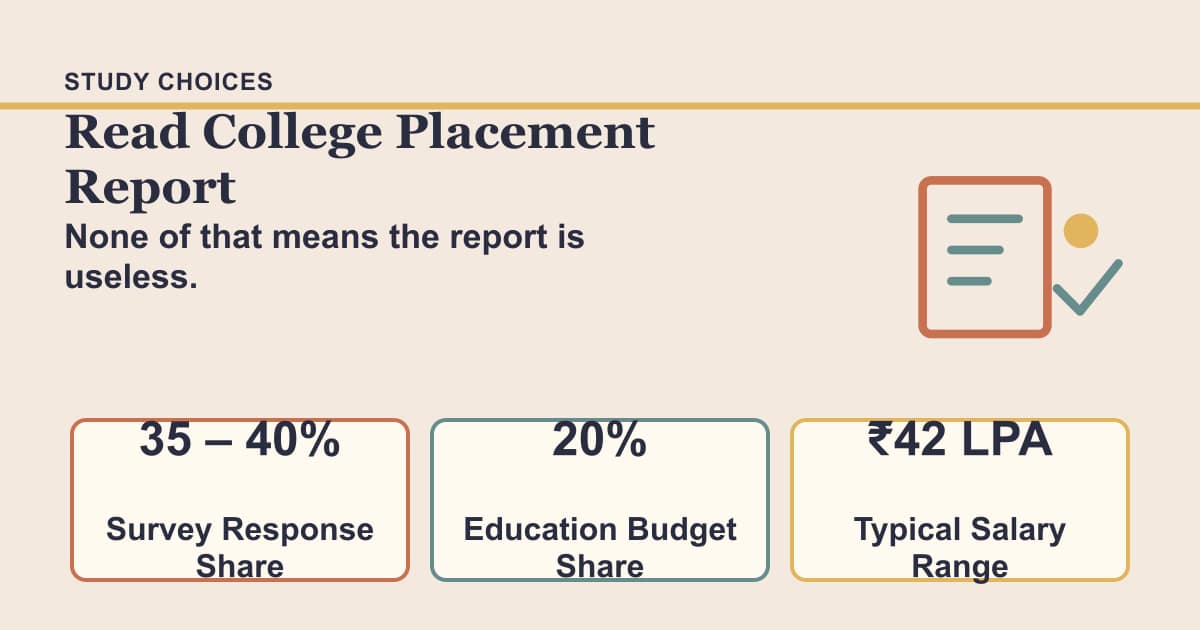 STUDY CHOICES
Read College Placement
Report
None of that means the report is
useless.
35 – 40%
Survey Response
Share
20%
Education Budget
Share
₹42 LPA
Typical Salary
Range